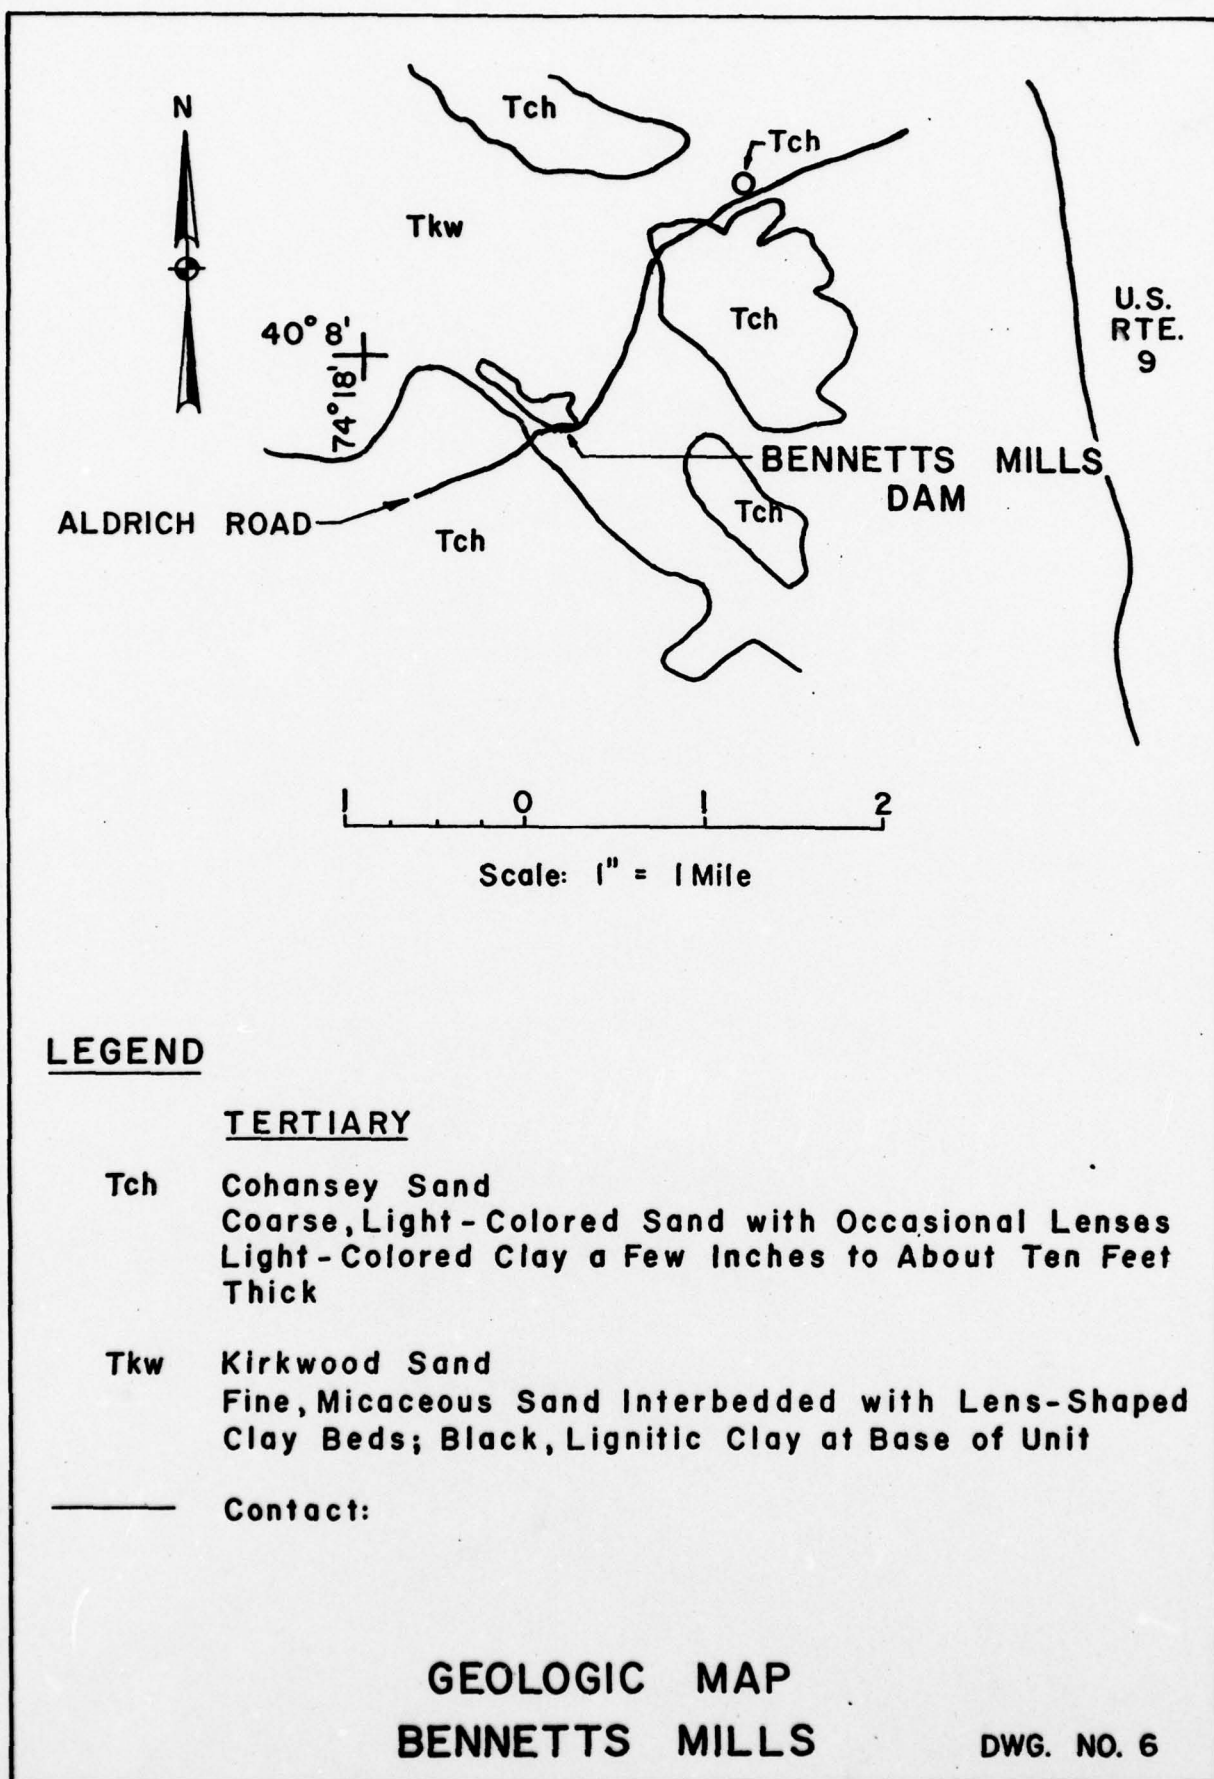 N
Tch
Tch
Tkw
Tch
U.S.
RTE.
9
40° 8'
74°18'
BENNETTS MILLS
DAM
Tch
ALDRICH ROAD
Tch
1 0 1 2
Scale: 1" = 1 Mile
LEGEND
TERTIARY
Tch Cohansey Sand
Coarse, Light-Colored Sand with Occasional Lenses
Light-Colored Clay a Few Inches to About Ten Feet
Thick
Tkw Kirkwood Sand
Fine, Micaceous Sand Interbedded with Lens-Shaped
Clay Beds; Black, Lignitic Clay at Base of Unit
Contact:
GEOLOGIC MAP
BENNETTS MILLS
DWG. NO. 6